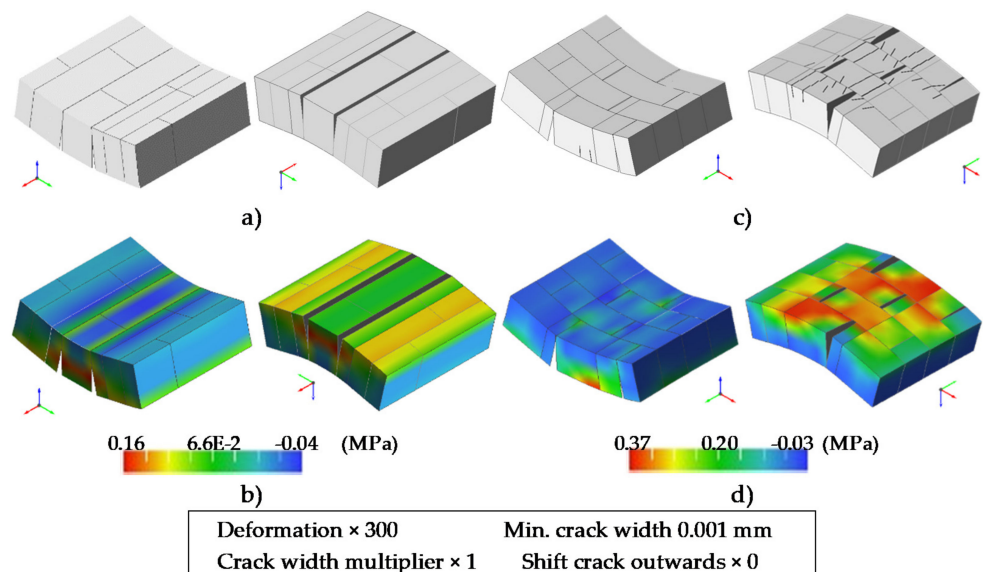 a)
c)
0.16 6.6E-2 -0.04 (MPa)
0.37 0.20 -0.03 (MPa)
b)
d)
Deformation × 300 Min. crack width 0.001 mm
Crack width multiplier × 1 Shift crack outwards × 0